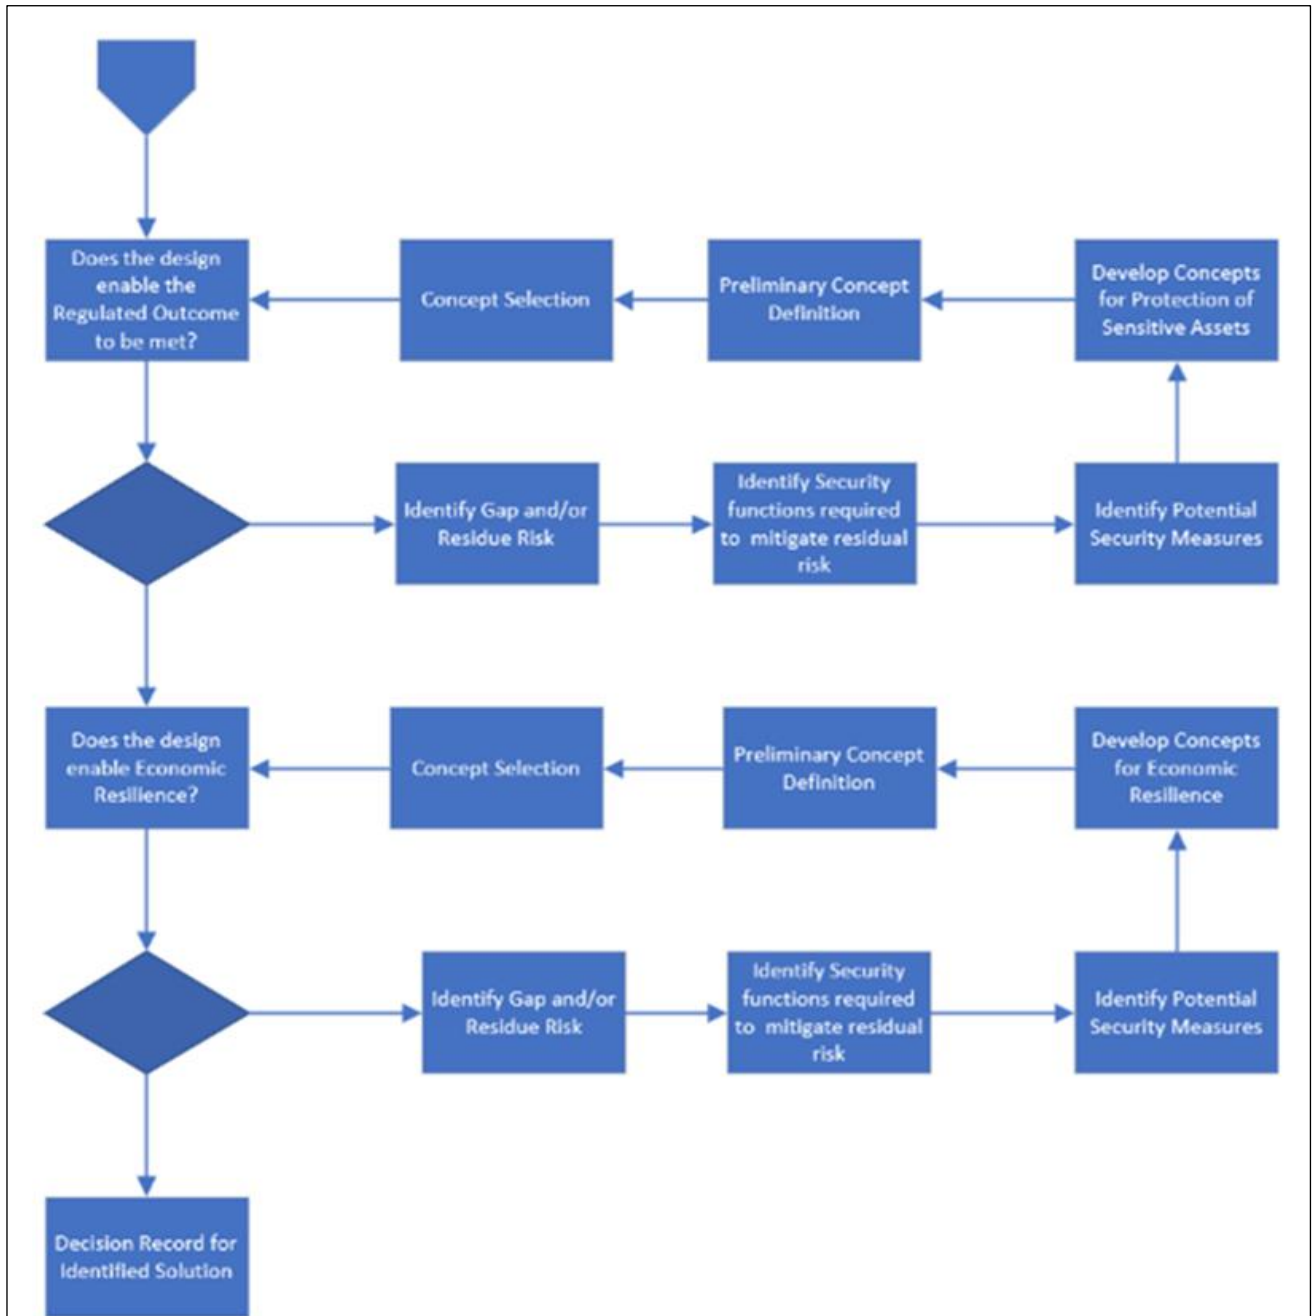 Does the design
enable the
Regulated Outcome
to be met?
Concept Selection
Preliminary Concept
Definition
Develop Concepts
for Protection of
Sensitive Assets
Identify Gap and/or
Residue Risk
Identify Security
functions required
to mitigate residual
risk
Identify Potential
Security Measures
Does the design
enable Economic
Resilience?
Concept Selection
Preliminary Concept
Definition
Develop Concepts
for Economic
Resilience
Identify Gap and/or
Residue Risk
Identify Security
functions required
to mitigate residual
risk
Identify Potential
Security Measures
Decision Record for
Identified Solution